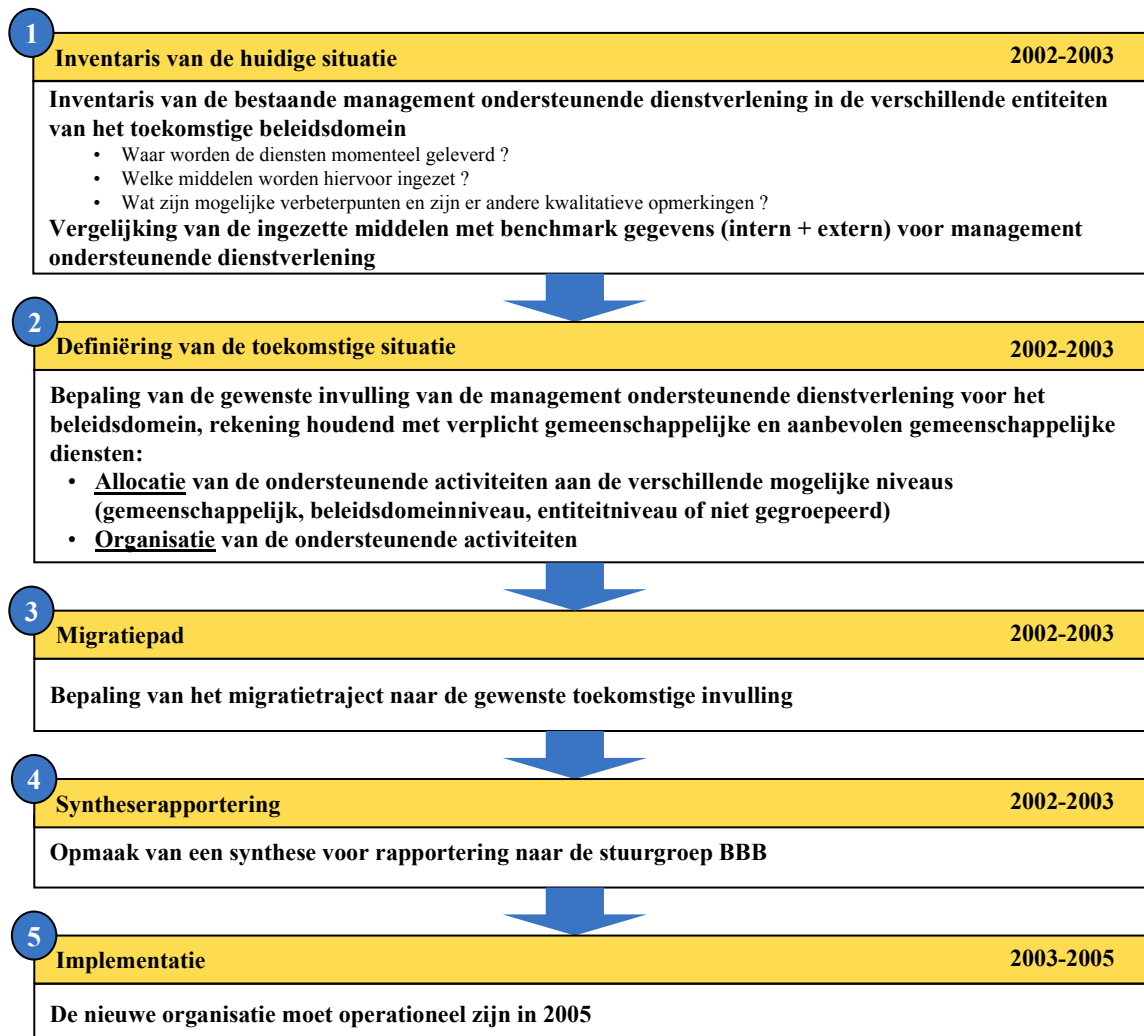 1
Inventaris van de huidige situatie 2002-2003
Inventaris van de bestaande management ondersteunende dienstverlening in de verschillende entiteiten
van het toekomstige beleidsdomein
• Waar worden de diensten momenteel geleverd ?
• Welke middelen worden hiervoor ingezet ?
• Wat zijn mogelijke verbeterpunten en zijn er andere kwalitatieve opmerkingen ?
Vergelijking van de ingezette middelen met benchmark gegevens (intern + extern) voor management
ondersteunende dienstverlening
2
Definiëring van de toekomstige situatie 2002-2003
Bepaling van de gewenste invulling van de management ondersteunende dienstverlening voor het
beleidsdomein, rekening houdend met verplicht gemeenschappelijke en aanbevolen gemeenschappelijke
diensten:
• Allocatie van de ondersteunende activiteiten aan de verschillende mogelijke niveaus
(gemeenschappelijk, beleidsdomeinniveau, entiteitniveau of niet gegroepeerd)
• Organisatie van de ondersteunende activiteiten
3
Migratiepad 2002-2003
Bepaling van het migratietraject naar de gewenste toekomstige invulling
4
Syntheserapportering 2002-2003
Opmaak van een synthese voor rapportering naar de stuurgroep BBB
5
Implementatie 2003-2005
De nieuwe organisatie moet operationeel zijn in 2005